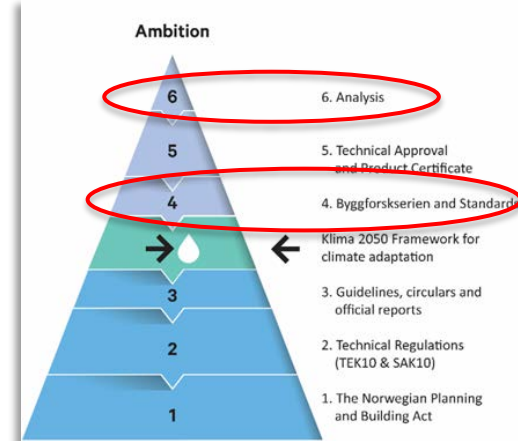 Ambition
6
6. Analysis
5
5. Technical Approval
and Product Certificate
4
4. Byggforskserien and Standards
Klima 2050 Framework for
climate adaptation
3
3. Guidelines, circulars and
official reports
2
2. Technical Regulations
(TEK10 & SAK10)
1
1. The Norwegian Planning
and Building Act